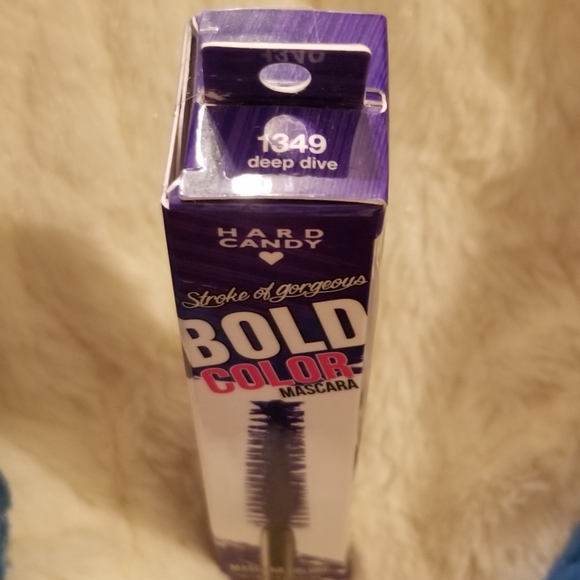 1349
deep dive
HARD
CANDY
Stroke of gorgeous
BOLD
COLOR
MASCARA